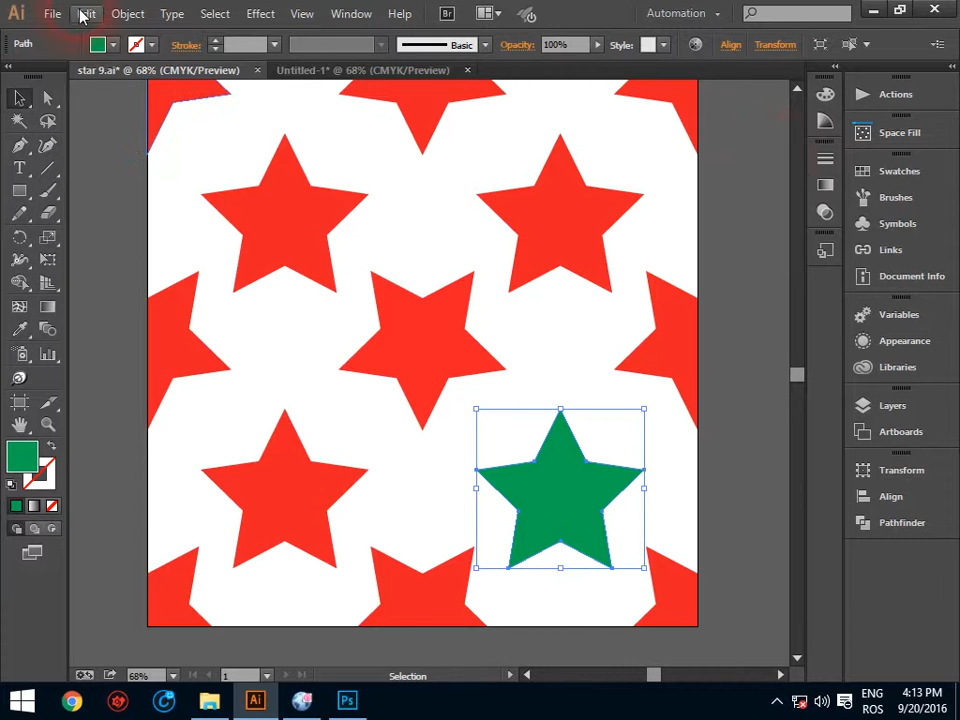 Ai File Edit Object Type Select Effect View Window Help Br Automation
Path Stroke: Basic Opacity: 100% Style: Align Transform
star 9.ai* @ 68% (CMYK/Preview) × Untitled-1* @ 68% (CMYK/Preview) ×
Actions
Space Fill
Swatches
Brushes
Symbols
Links
Document Info
Variables
Appearance
Libraries
Layers
Artboards
Transform
Align
Pathfinder
68% 1 Selection
Ai Ps ENG 4:13 PM
ROS 9/20/2016